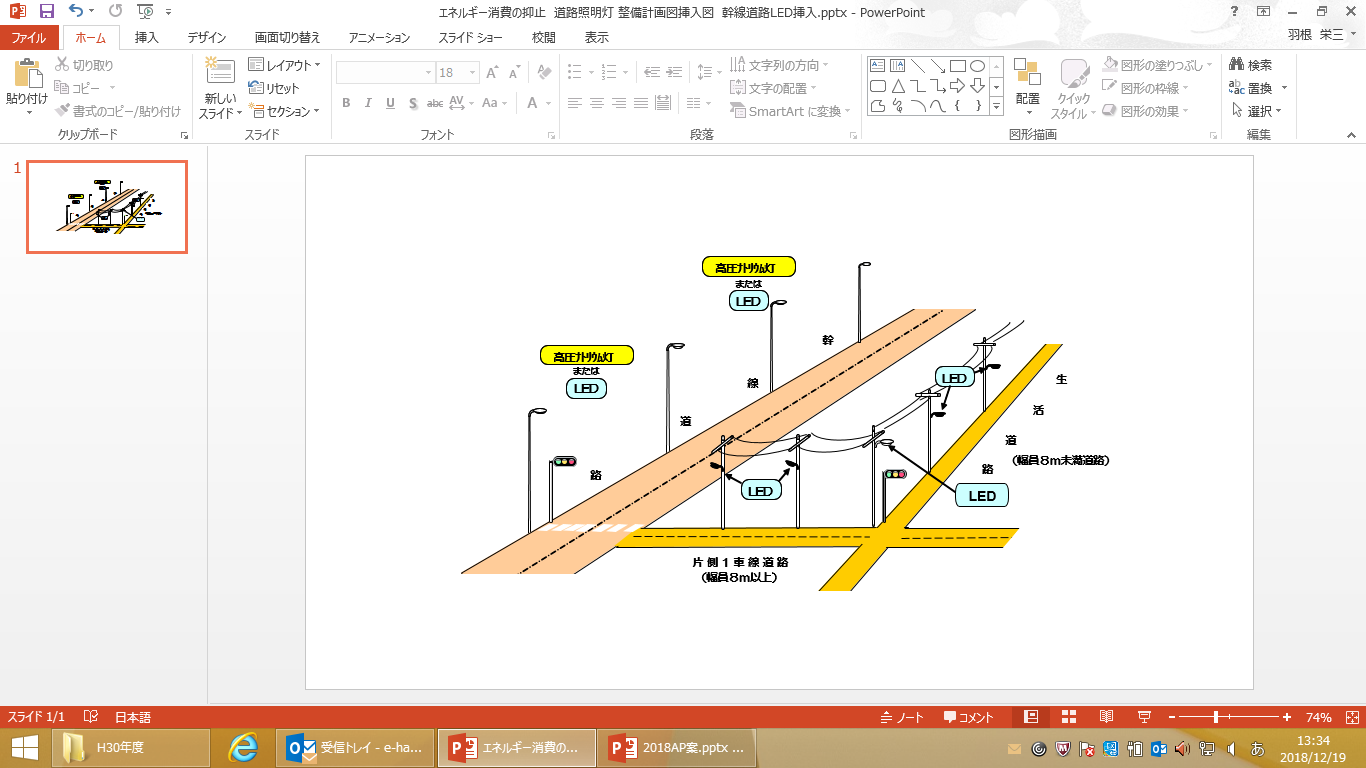 エネルギー消費の抑止 道路照明灯 整備計画図挿入図 幹線道路LED挿入.pptx - PowerPoint
ファイル ホーム 挿入 デザイン 画面切り替え アニメーション スライド ショー 校閲 表示 羽根 栄三
貼り付け
切り取り
コピー
書式のコピー/貼り付け
クリップボード
新しい
スライド
レイアウト
リセット
セクション
スライド
18
B I U S abc AV Aa A
フォント
文字列の方向
文字の配置
SmartArt に変換
段落
配置
クイック
スタイル
図形の塗りつぶし
図形の枠線
図形の効果
図形描画
検索
置換
選択
編集
1
高圧ナトリウム灯
または
LED
高圧ナトリウム灯
または
LED
幹
線
道
路
LED
LED
LED
生
活
道
路
(幅員8m未満道路)
片側1車線道路
(幅員8m以上)
スライド 1/1 日本語 ノート コメント 74%
H30年度 受信トレイ - e-ha... エネルギー消費の... 2018AP案.pptx ... あ 13:34
2018/12/19